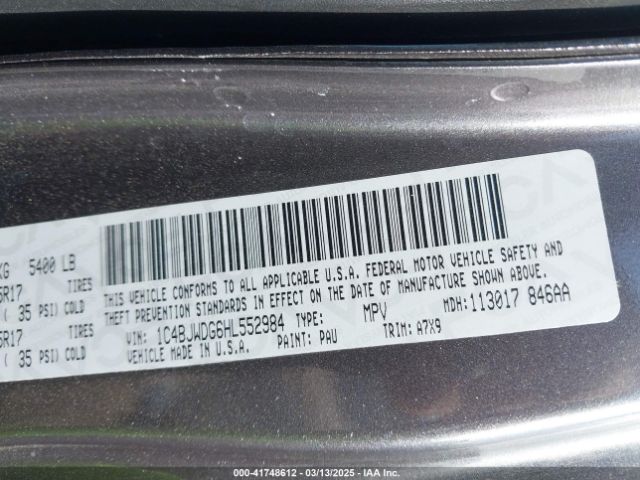 KG 5400 LB
5R17 TIRES
( 35 PSI) COLD
5R17 TIRES
( 35 PSI) COLD
THIS VEHICLE CONFORMS TO ALL APPLICABLE U.S.A. FEDERAL MOTOR VEHICLE SAFETY AND
THEFT PREVENTION STANDARDS IN EFFECT ON THE DATE OF MANUFACTURE SHOWN ABOVE.
VIN: 1C4BJWDG6HL552984 TYPE: MPV MDH:113017 846AA
VEHICLE MADE IN U.S.A. PAINT: PAU TRIM: A7X9
000-41748612 / 03/13/2025 - IAA Inc.